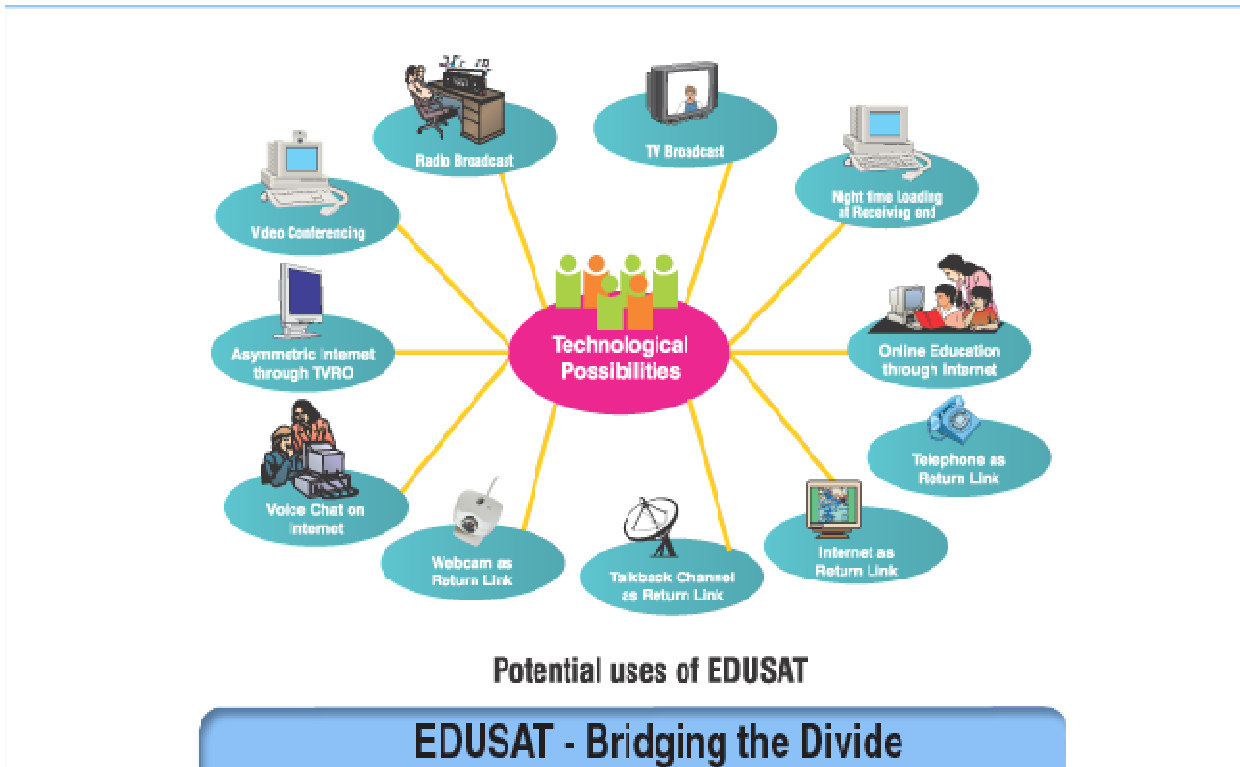 Radio Broadcast
TV Broadcast
Night time Loading
at Receiving end
Video Conferencing
Technological
Possibilities
Asymmetric Internet
through TVRO
Online Education
through Internet
Telephone as
Return Link
Voice Chat on
Internet
Internet as
Return Link
Webcam as
Return Link
Talkback Channel
as Return Link
Potential uses of EDUSAT
EDUSAT - Bridging the Divide